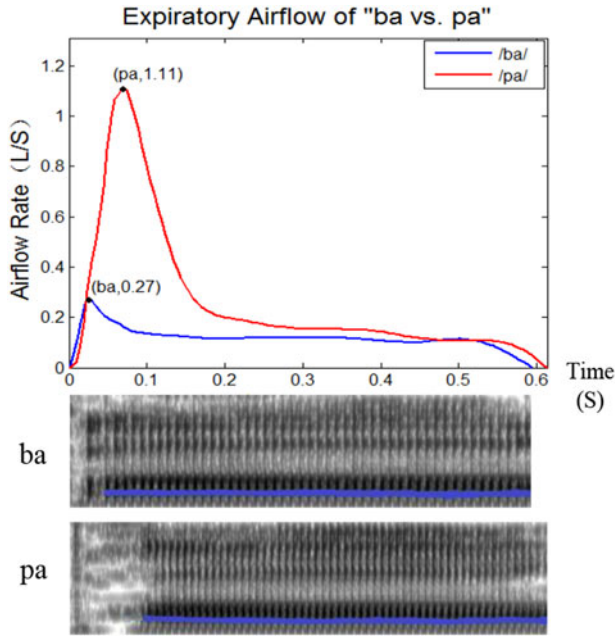 Expiratory Airflow of "ba vs. pa"
/ba/
/pa/
(pa,1.11)
(ba,0.27)
Airflow Rate (L/S)
1.2
1
0.8
0.6
0.4
0.2
0
0 0.1 0.2 0.3 0.4 0.5 0.6
Time
(S)
ba
pa